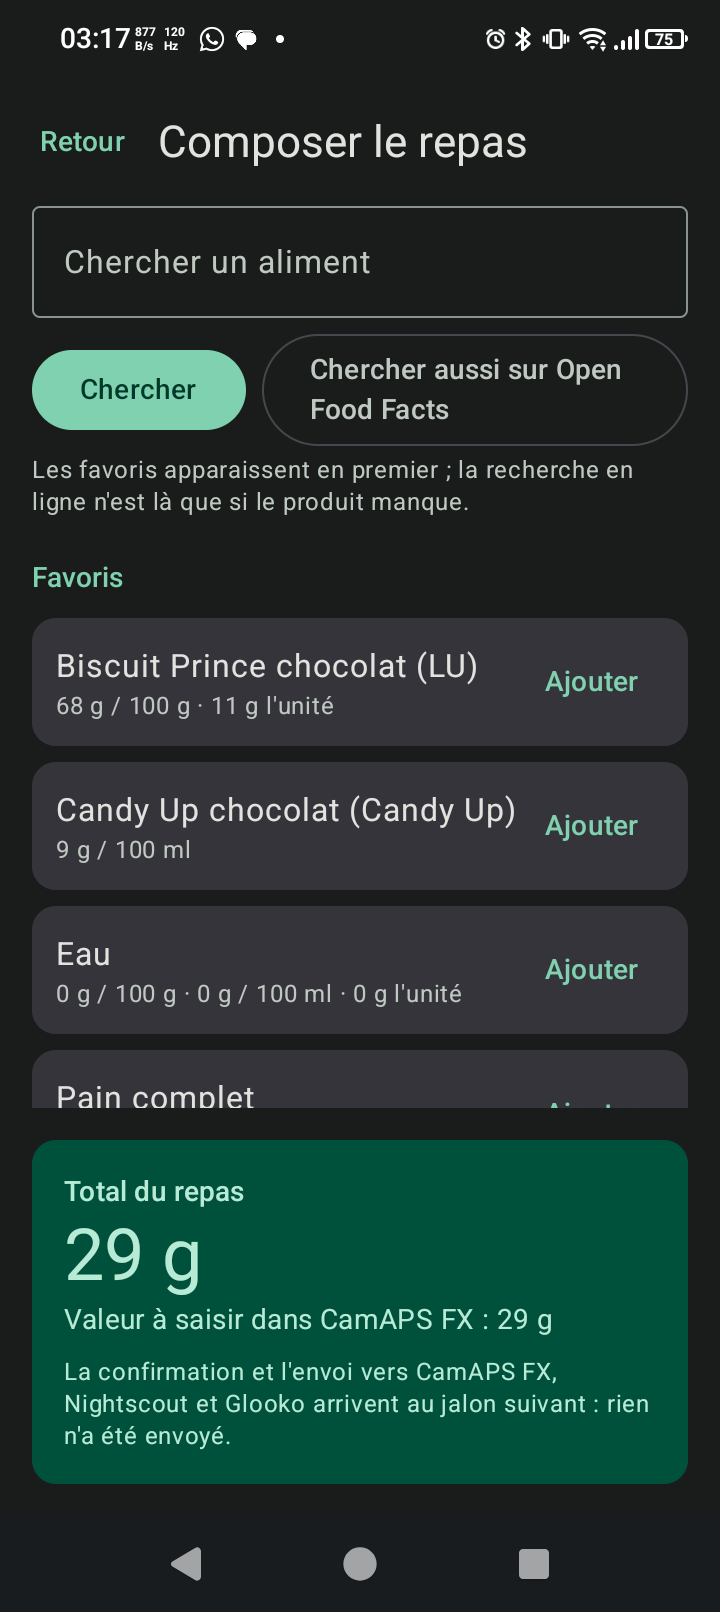 03:17 877 B/s 120 Hz 75
Retour Composer le repas
Chercher un aliment
Chercher
Chercher aussi sur Open
Food Facts
Les favoris apparaissent en premier ; la recherche en
ligne n'est là que si le produit manque.
Favoris
Biscuit Prince chocolat (LU)
68 g / 100 g · 11 g l'unité
Ajouter
Candy Up chocolat (Candy Up)
9 g / 100 ml
Ajouter
Eau
0 g / 100 g · 0 g / 100 ml · 0 g l'unité
Ajouter
Pain complet
Total du repas
29 g
Valeur à saisir dans CamAPS FX : 29 g
La confirmation et l'envoi vers CamAPS FX,
Nightscout et Glooko arrivent au jalon suivant : rien
n'a été envoyé.